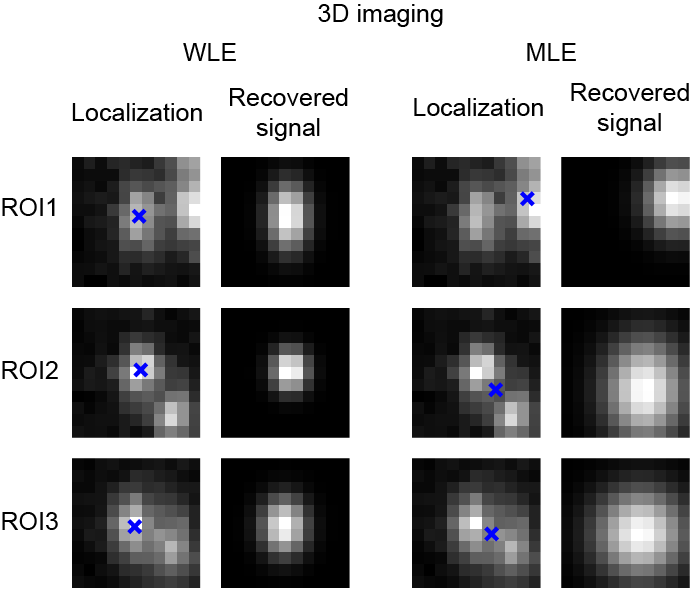 3D imaging
WLE
MLE
Localization
Recovered
signal
Localization
Recovered
signal
ROI1
ROI2
ROI3